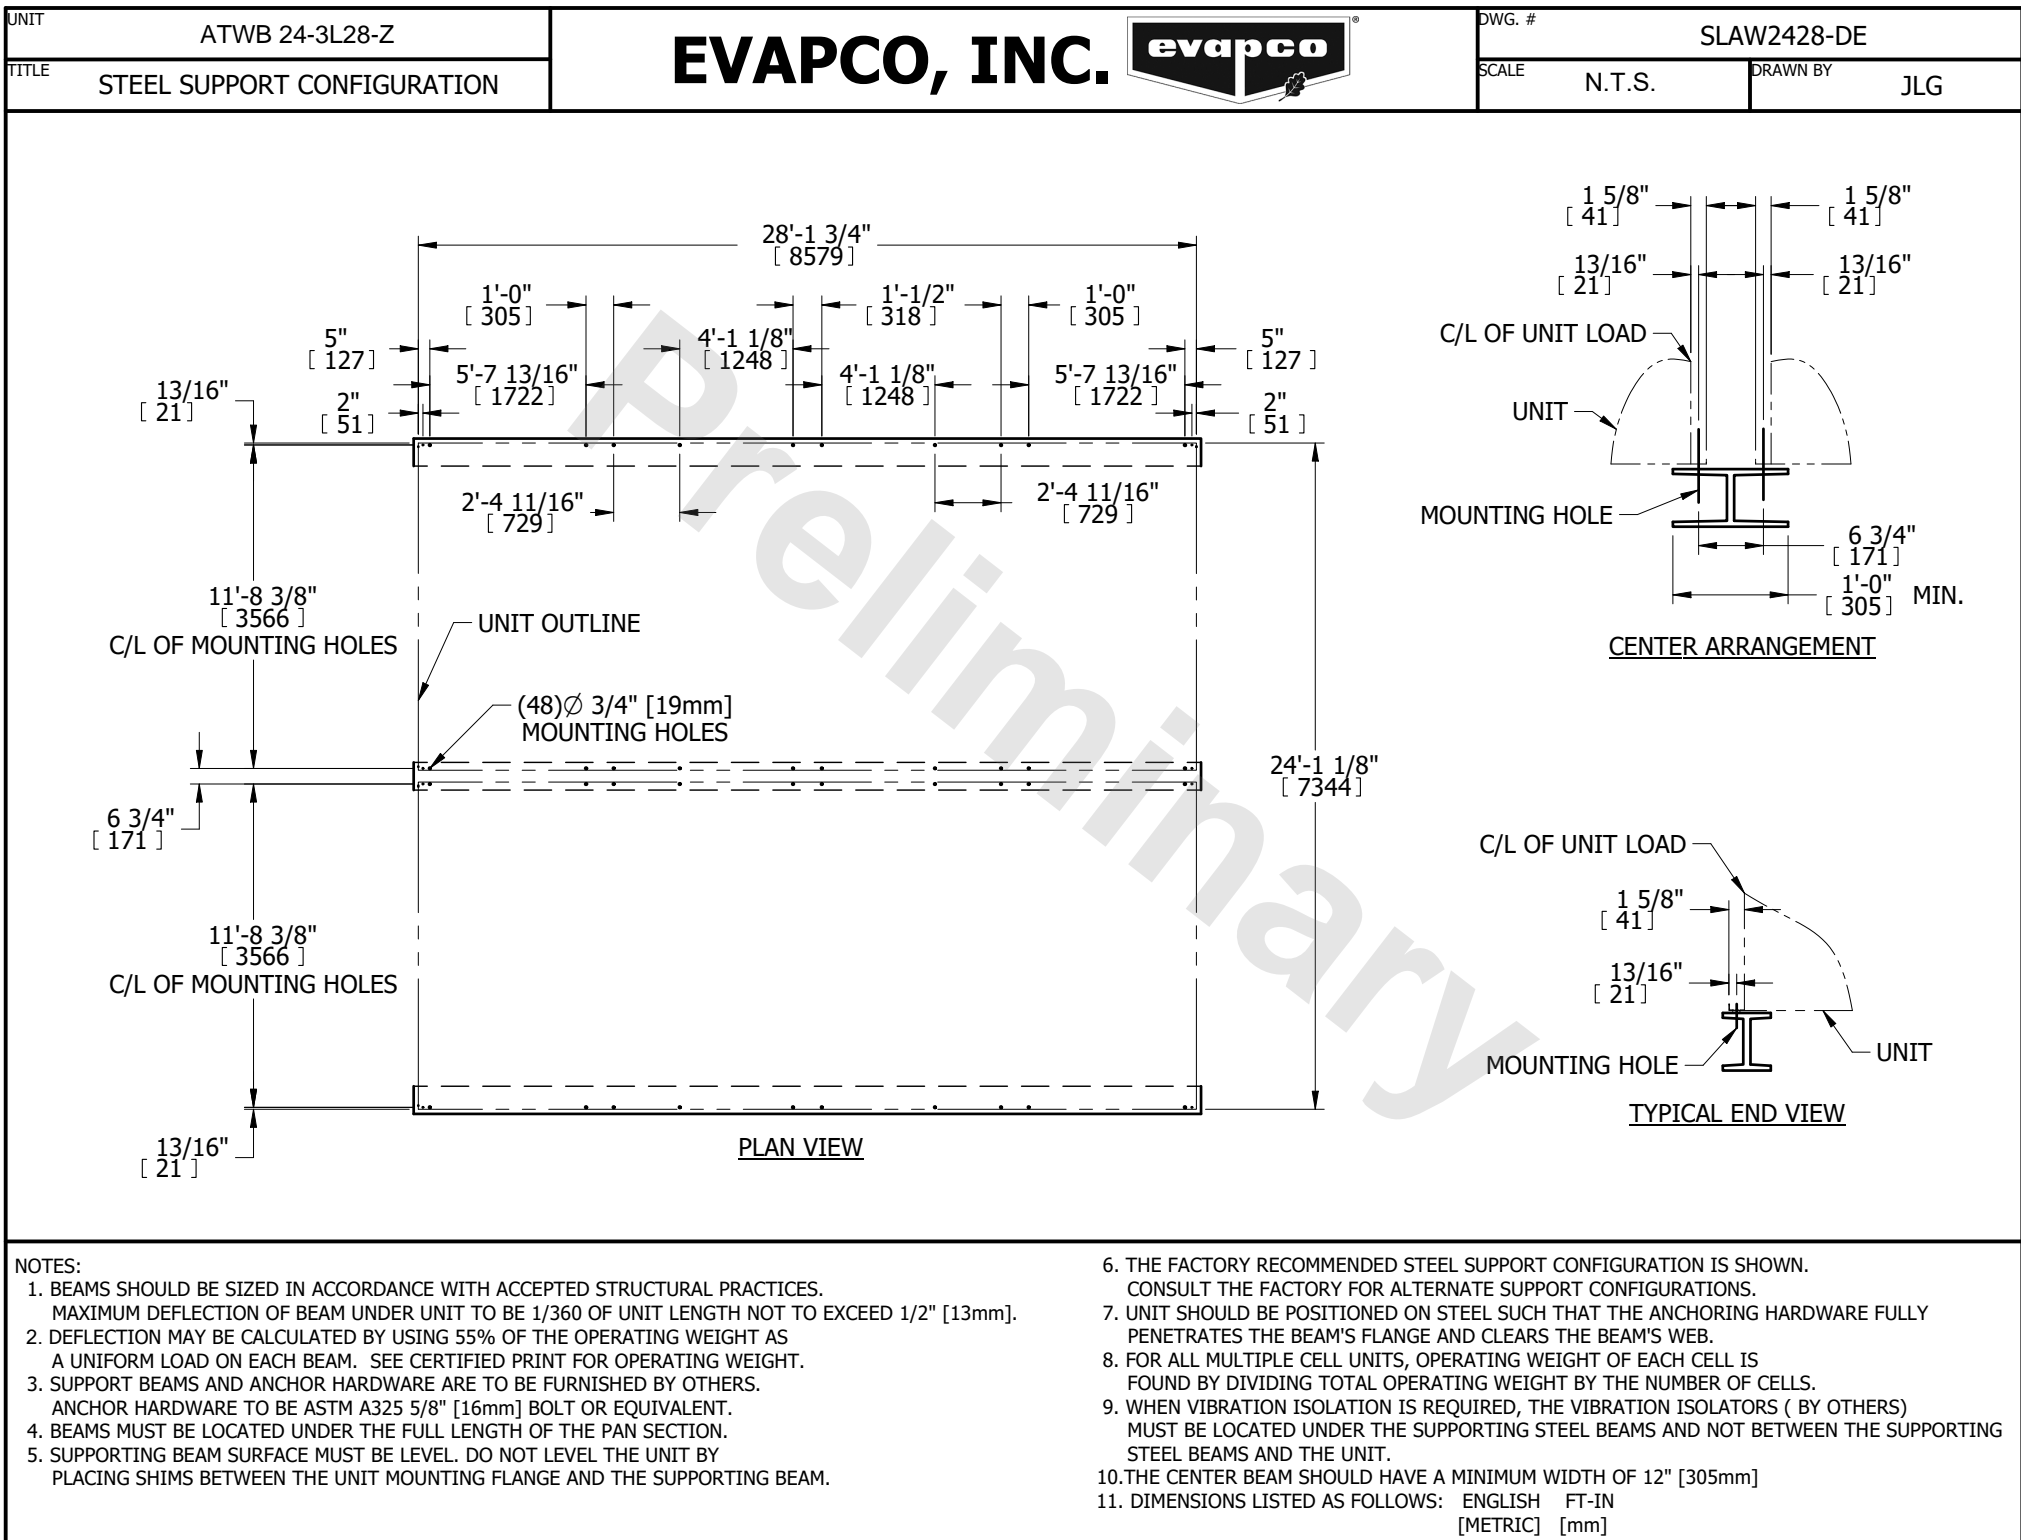 UNIT
ATWB 24-3L28-Z
TITLE
STEEL SUPPORT CONFIGURATION
EVAPCO, INC.
evapco
®
DWG. #
SLAW2428-DE
SCALE
N.T.S.
DRAWN BY
JLG
28'-1 3/4"
[ 8579 ]
1'-0"
[ 305 ]
1'-1/2"
[ 318 ]
1'-0"
[ 305 ]
5"
[ 127 ]
4'-1 1/8"
[ 1248 ]
5"
[ 127 ]
5'-7 13/16"
[ 1722 ]
4'-1 1/8"
[ 1248 ]
5'-7 13/16"
[ 1722 ]
13/16"
[ 21 ]
2"
[ 51 ]
2"
[ 51 ]
2'-4 11/16"
[ 729 ]
2'-4 11/16"
[ 729 ]
11'-8 3/8"
[ 3566 ]
C/L OF MOUNTING HOLES
UNIT OUTLINE
(48)Ø 3/4" [19mm]
MOUNTING HOLES
6 3/4"
[ 171 ]
24'-1 1/8"
[ 7344 ]
11'-8 3/8"
[ 3566 ]
C/L OF MOUNTING HOLES
13/16"
[ 21 ]
PLAN VIEW
Preliminary
1 5/8"
[ 41 ]
1 5/8"
[ 41 ]
13/16"
[ 21 ]
13/16"
[ 21 ]
C/L OF UNIT LOAD
UNIT
MOUNTING HOLE
6 3/4"
[ 171 ]
1'-0"
[ 305 ]
MIN.
CENTER ARRANGEMENT
C/L OF UNIT LOAD
1 5/8"
[ 41 ]
13/16"
[ 21 ]
MOUNTING HOLE
UNIT
TYPICAL END VIEW
NOTES:
1. BEAMS SHOULD BE SIZED IN ACCORDANCE WITH ACCEPTED STRUCTURAL PRACTICES.
MAXIMUM DEFLECTION OF BEAM UNDER UNIT TO BE 1/360 OF UNIT LENGTH NOT TO EXCEED 1/2" [13mm].
2. DEFLECTION MAY BE CALCULATED BY USING 55% OF THE OPERATING WEIGHT AS
A UNIFORM LOAD ON EACH BEAM. SEE CERTIFIED PRINT FOR OPERATING WEIGHT.
3. SUPPORT BEAMS AND ANCHOR HARDWARE ARE TO BE FURNISHED BY OTHERS.
ANCHOR HARDWARE TO BE ASTM A325 5/8" [16mm] BOLT OR EQUIVALENT.
4. BEAMS MUST BE LOCATED UNDER THE FULL LENGTH OF THE PAN SECTION.
5. SUPPORTING BEAM SURFACE MUST BE LEVEL. DO NOT LEVEL THE UNIT BY
PLACING SHIMS BETWEEN THE UNIT MOUNTING FLANGE AND THE SUPPORTING BEAM.
6. THE FACTORY RECOMMENDED STEEL SUPPORT CONFIGURATION IS SHOWN.
CONSULT THE FACTORY FOR ALTERNATE SUPPORT CONFIGURATIONS.
7. UNIT SHOULD BE POSITIONED ON STEEL SUCH THAT THE ANCHORING HARDWARE FULLY
PENETRATES THE BEAM'S FLANGE AND CLEARS THE BEAM'S WEB.
8. FOR ALL MULTIPLE CELL UNITS, OPERATING WEIGHT OF EACH CELL IS
FOUND BY DIVIDING TOTAL OPERATING WEIGHT BY THE NUMBER OF CELLS.
9. WHEN VIBRATION ISOLATION IS REQUIRED, THE VIBRATION ISOLATORS ( BY OTHERS)
MUST BE LOCATED UNDER THE SUPPORTING STEEL BEAMS AND NOT BETWEEN THE SUPPORTING
STEEL BEAMS AND THE UNIT.
10.THE CENTER BEAM SHOULD HAVE A MINIMUM WIDTH OF 12" [305mm]
11. DIMENSIONS LISTED AS FOLLOWS: ENGLISH FT-IN
[METRIC] [mm]